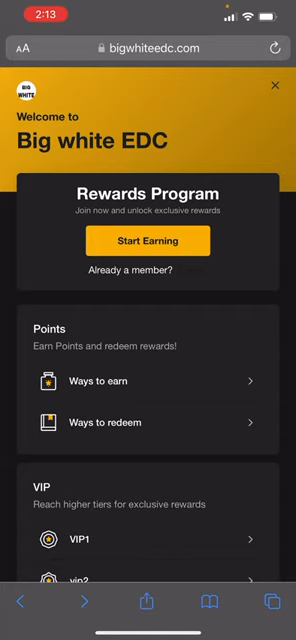 2:13
AA
bigwhiteedc.com
BIG
WHITE
Welcome to
Big white EDC
Rewards Program
Join now and unlock exclusive rewards
Start Earning
Already a member?
Points
Earn Points and redeem rewards!
Ways to earn
Ways to redeem
VIP
Reach higher tiers for exclusive rewards
VIP1
vip2